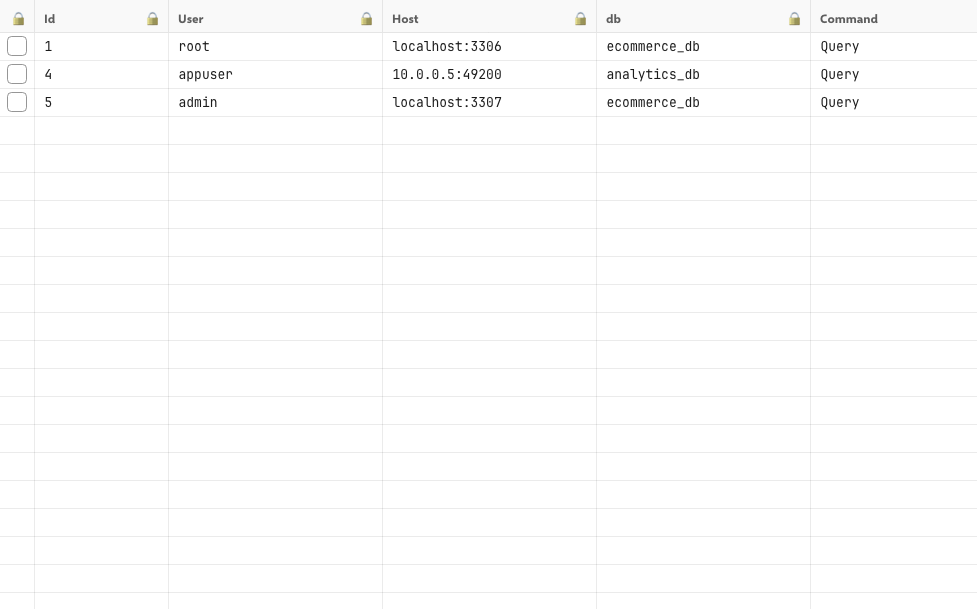 Id User Host db Command
1 root localhost:3306 ecommerce_db Query
4 appuser 10.0.0.5:49200 analytics_db Query
5 admin localhost:3307 ecommerce_db Query